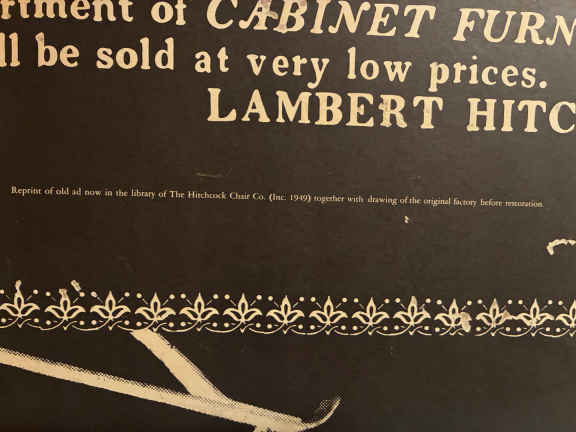 rtment of CABINET FURN
ll be sold at very low prices.
LAMBERT HITC
Reprint of old ad now in the library of The Hitchcock Chair Co. (Inc. 1949) together with drawing of the original factory before restoration.